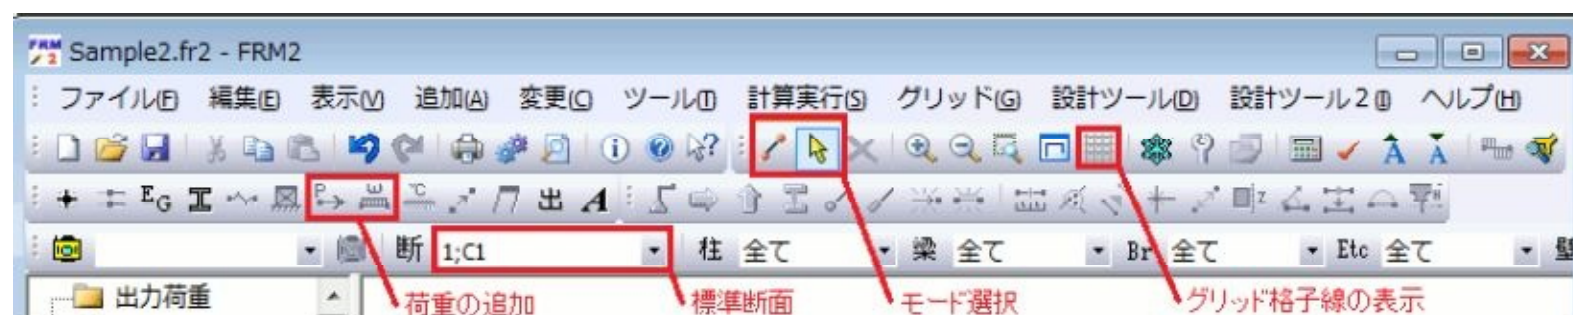 FRM2 Sample2.fr2 - FRM2
ファイル(F) 編集(E) 表示(V) 追加(A) 変更(C) ツール(T) 計算実行(S) グリッド(G) 設計ツール(D) 設計ツール2(I) ヘルプ(H)
A A
EG P ω ℃ 出 A Z H
断 1;C1 柱 全て 梁 全て Br 全て Etc 全て 壁
出力荷重 荷重の追加 標準断面 モード選択 グリッド格子線の表示